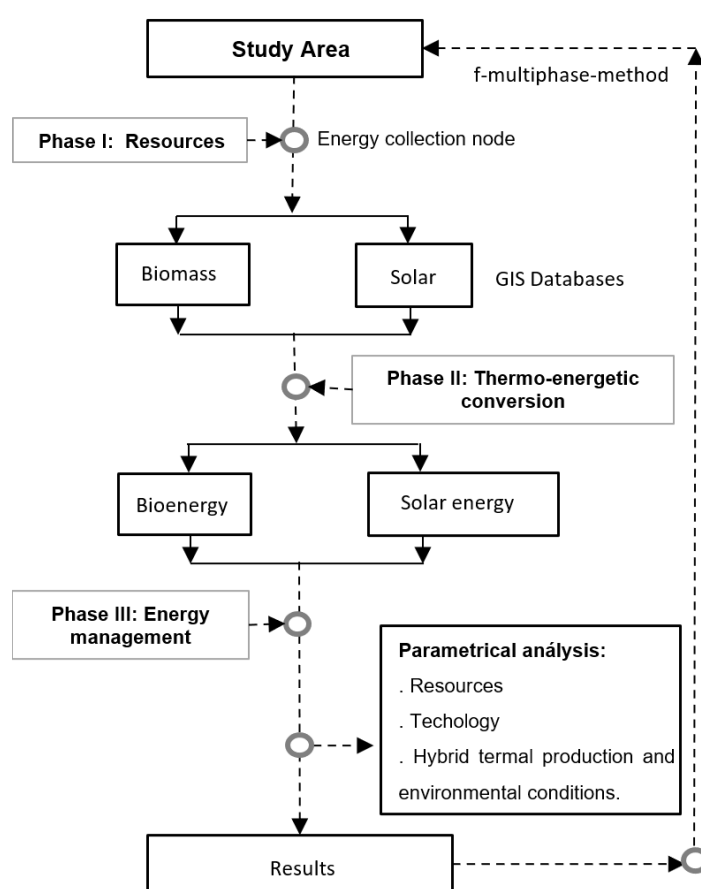 Study Area
f-multiphase-method
Phase I: Resources
Energy collection node
Biomass
Solar
GIS Databases
Phase II: Thermo-energetic
conversion
Bioenergy
Solar energy
Phase III: Energy
management
Parametrical análysis:
. Resources
. Techology
. Hybrid termal production and
environmental conditions.
Results